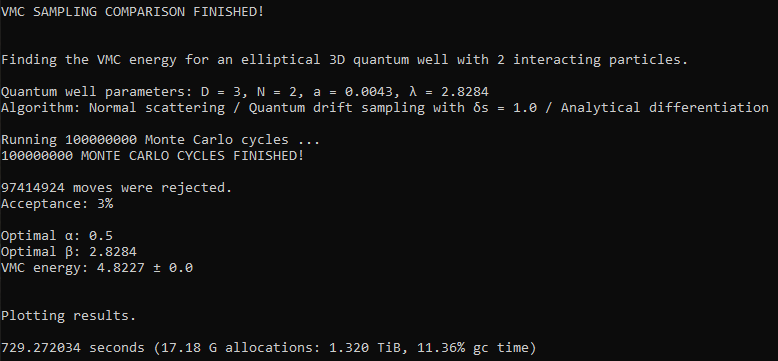 VMC SAMPLING COMPARISON FINISHED!
Finding the VMC energy for an elliptical 3D quantum well with 2 interacting particles.
Quantum well parameters: D = 3, N = 2, a = 0.0043, λ = 2.8284
Algorithm: Normal scattering / Quantum drift sampling with δs = 1.0 / Analytical differentiation
Running 100000000 Monte Carlo cycles ...
100000000 MONTE CARLO CYCLES FINISHED!
97414924 moves were rejected.
Acceptance: 3%
Optimal α: 0.5
Optimal β: 2.8284
VMC energy: 4.8227 ± 0.0
Plotting results.
729.272034 seconds (17.18 G allocations: 1.320 TiB, 11.36% gc time)